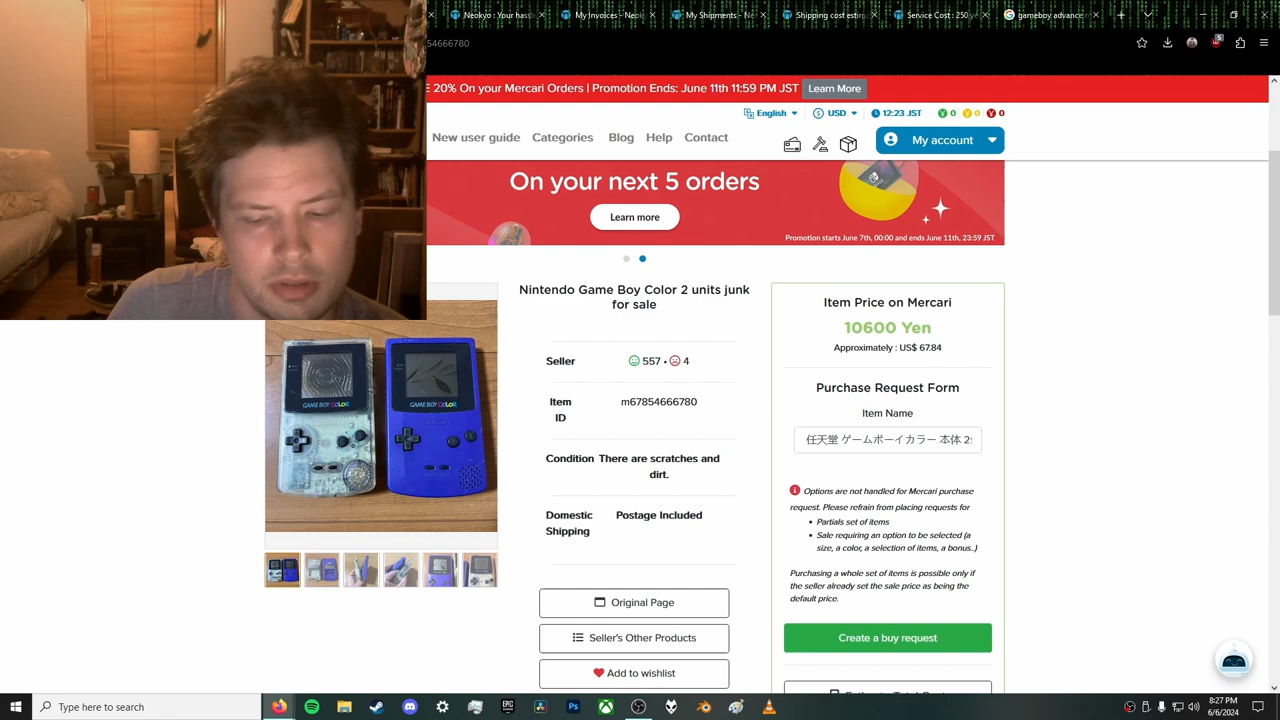 Neokyo : Your hassl
My Invoices - Neok
My Shipments - Ne
Shipping cost estim
Service Cost : 250 ye
gameboy advance
54666780
5
E 20% On your Mercari Orders | Promotion Ends: June 11th 11:59 PM JST
Learn More
English
USD
12:23 JST
0
0
0
New user guide
Categories
Blog
Help
Contact
My account
On your next 5 orders
Learn more
Promotion starts June 7th, 00:00 and ends June 11th, 23:59 JST
Nintendo Game Boy Color 2 units junk
for sale
Seller
557 • 4
Item
ID
m67854666780
Condition
There are scratches and
dirt.
Domestic
Shipping
Postage Included
Original Page
Seller's Other Products
Add to wishlist
GAME BOY COLOR
GAME BOY COLOR
Item Price on Mercari
10600 Yen
Approximately : US$ 67.84
Purchase Request Form
Item Name
任天堂 ゲームボーイカラー 本体 2
Options are not handled for Mercari purchase
request. Please refrain from placing requests for
Partials set of items
Sale requiring an option to be selected (a
size, a color, a selection of items, a bonus..)
Purchasing a whole set of items is possible only if
the seller already set the sale price as being the
default price.
Create a buy request
Type here to search
8:27 PM
6/6/2024